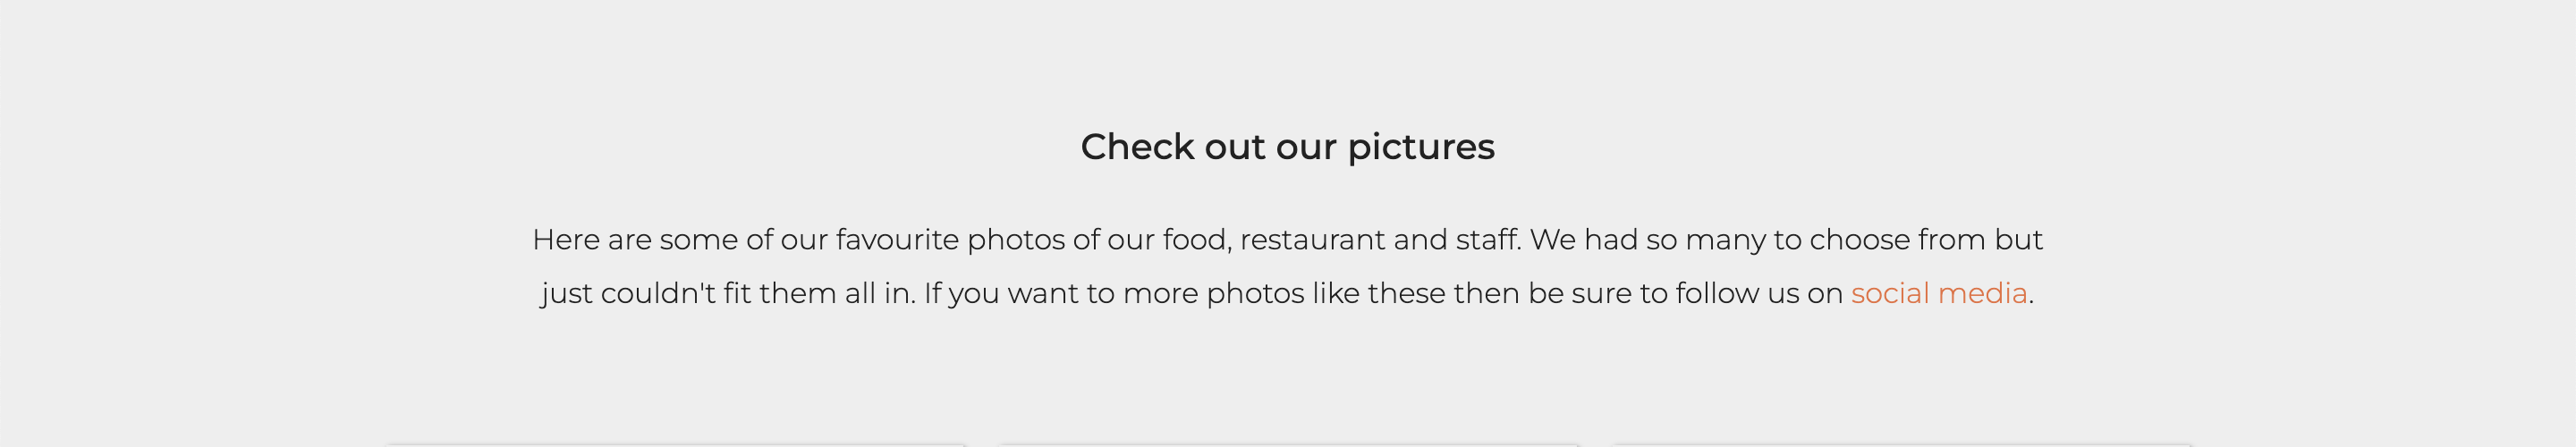 Check out our pictures
Here are some of our favourite photos of our food, restaurant and staff. We had so many to choose from but
just couldn't fit them all in. If you want to more photos like these then be sure to follow us on social media.